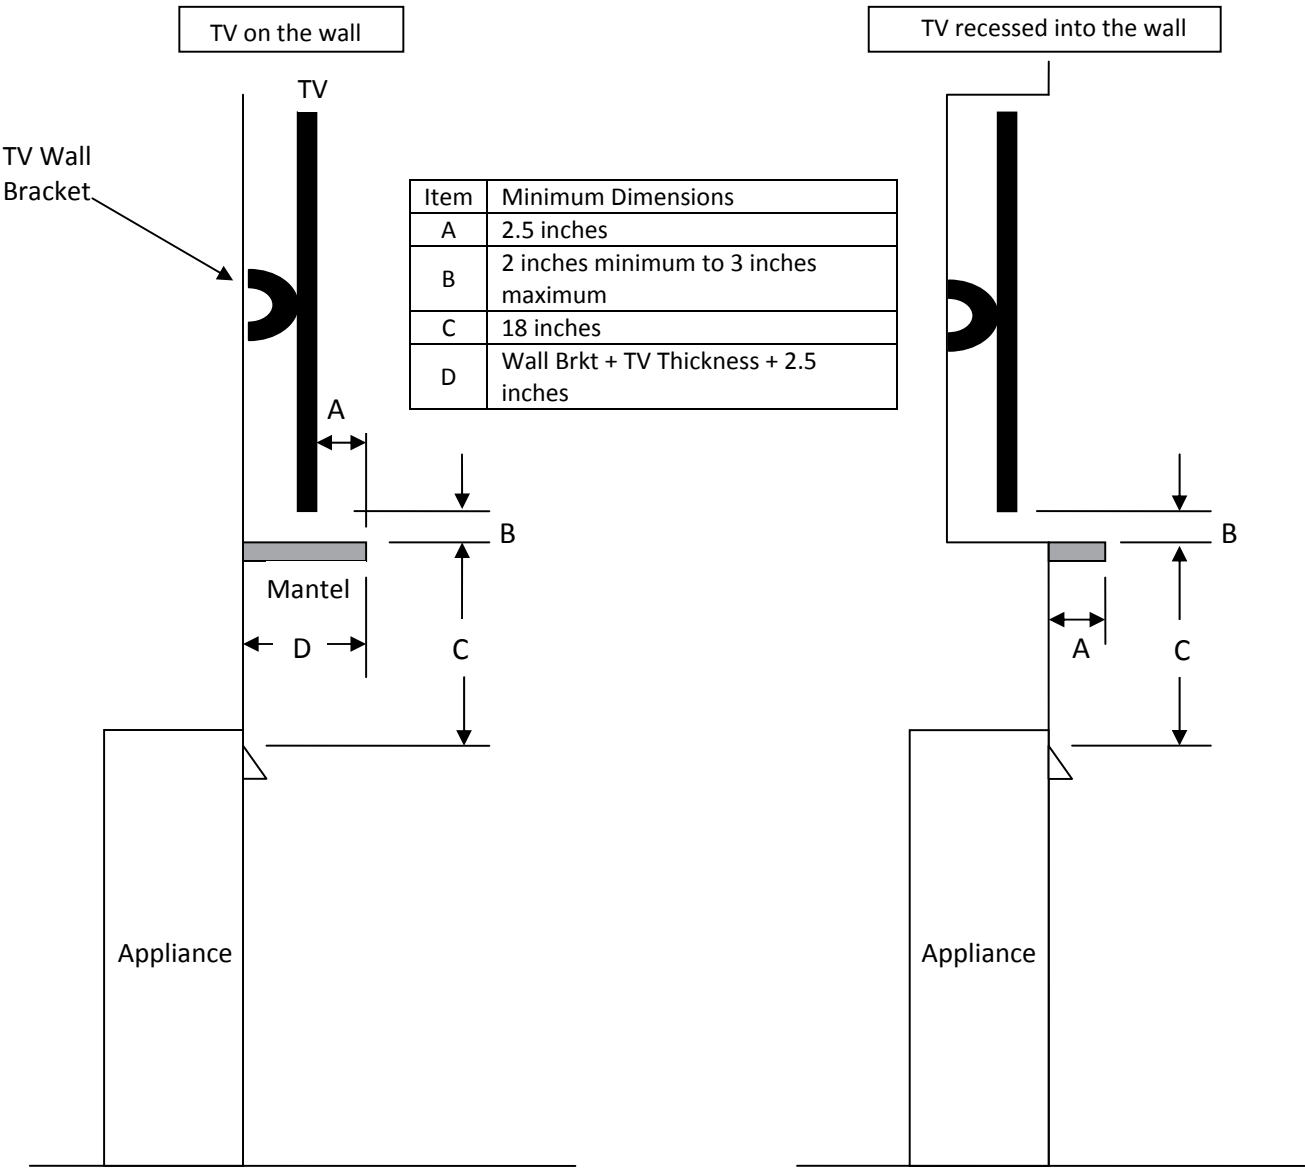 TV on the wall
TV recessed into the wall
TV
TV Wall
Bracket
Item Minimum Dimensions
A 2.5 inches
B 2 inches minimum to 3 inches
maximum
C 18 inches
D Wall Brkt + TV Thickness + 2.5
inches
A
B
Mantel
D
C
Appliance
B
A
C
Appliance